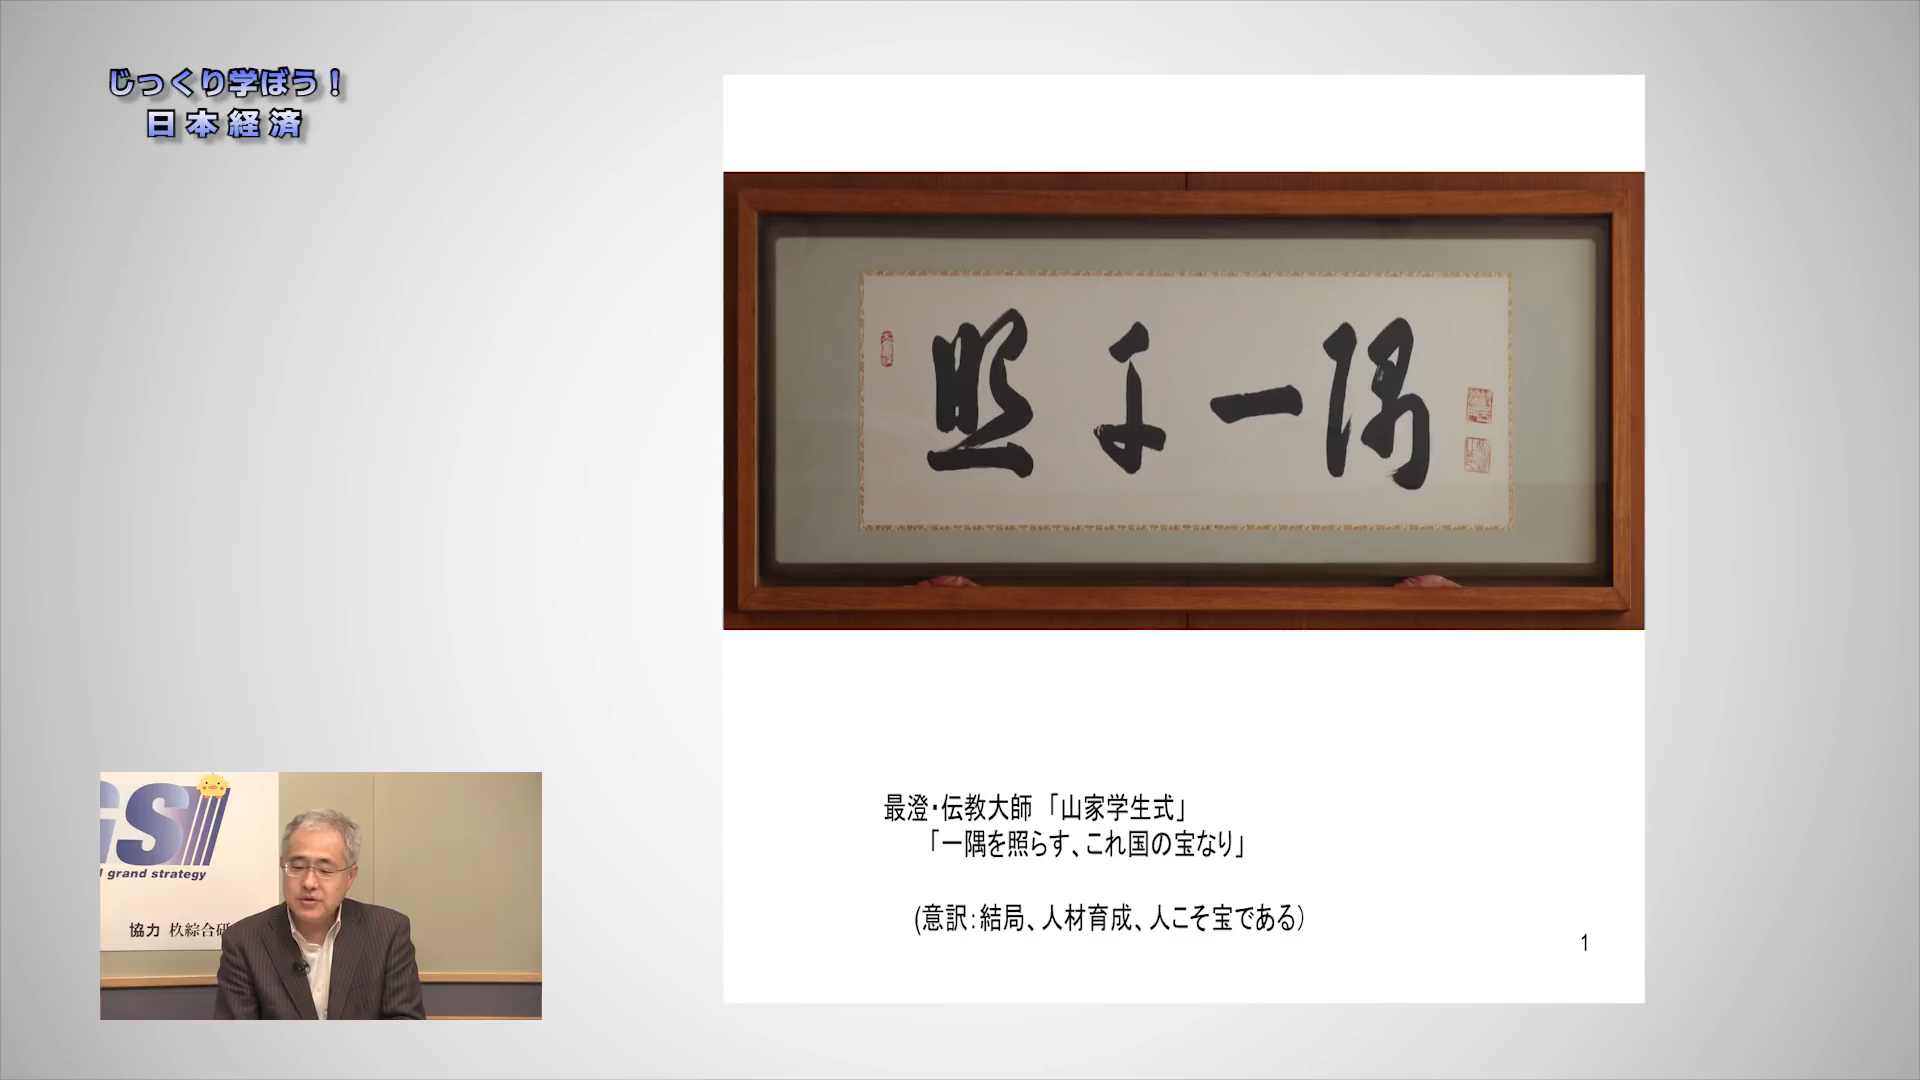 じっくり学ぼう！
日本経済
照于一隅
最澄・伝教大師 「山家学生式」
「一隅を照らす、これ国の宝なり」
(意訳：結局、人材育成、人こそ宝である）
1
GSI
grand strategy
協力 杦綜合研